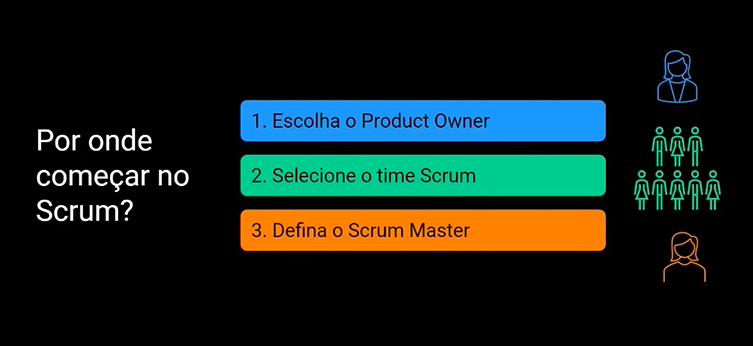 Por onde
começar no
Scrum?
1. Escolha o Product Owner
2. Selecione o time Scrum
3. Defina o Scrum Master